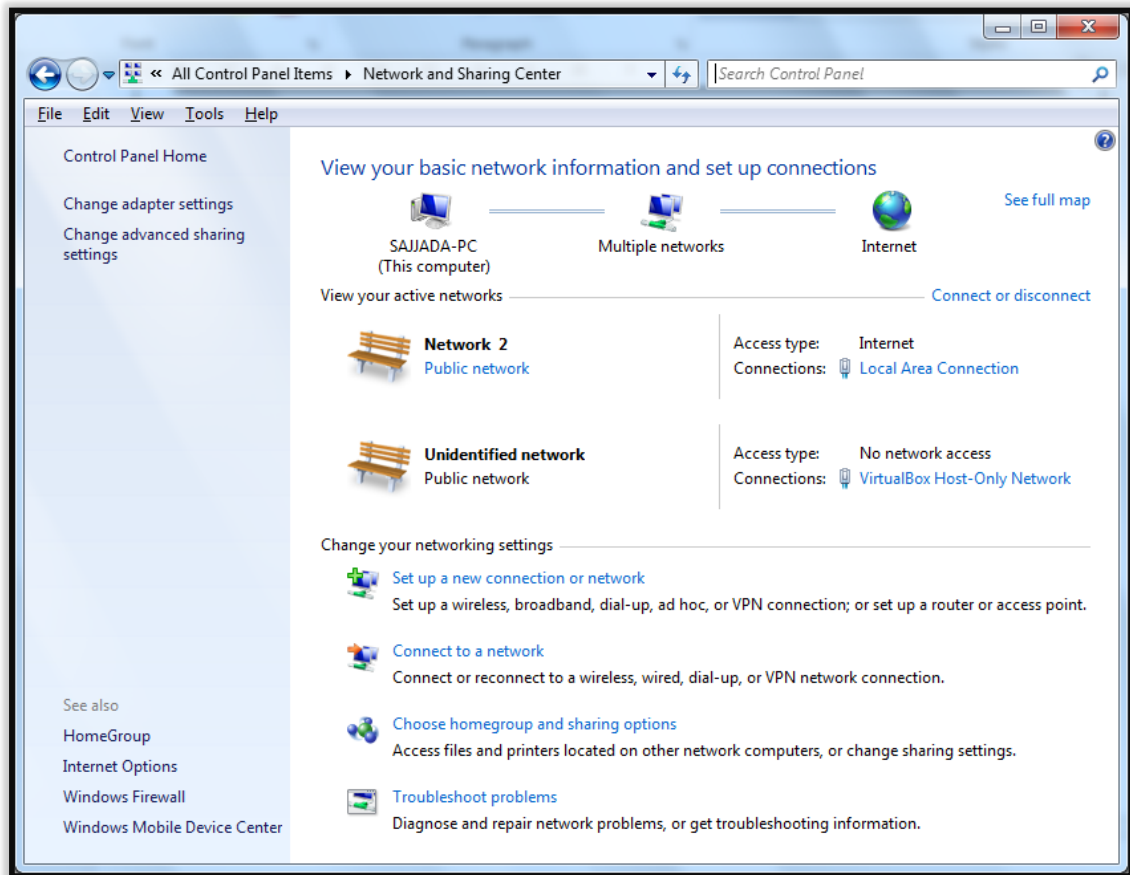 « All Control Panel Items ▸ Network and Sharing Center
Search Control Panel
File Edit View Tools Help
Control Panel Home
Change adapter settings
Change advanced sharing
settings
See also
HomeGroup
Internet Options
Windows Firewall
Windows Mobile Device Center
View your basic network information and set up connections
See full map
SAJJADA-PC
(This computer)
Multiple networks
Internet
View your active networks
Connect or disconnect
Network 2
Public network
Access type: Internet
Connections: Local Area Connection
Unidentified network
Public network
Access type: No network access
Connections: VirtualBox Host-Only Network
Change your networking settings
Set up a new connection or network
Set up a wireless, broadband, dial-up, ad hoc, or VPN connection; or set up a router or access point.
Connect to a network
Connect or reconnect to a wireless, wired, dial-up, or VPN network connection.
Choose homegroup and sharing options
Access files and printers located on other network computers, or change sharing settings.
Troubleshoot problems
Diagnose and repair network problems, or get troubleshooting information.